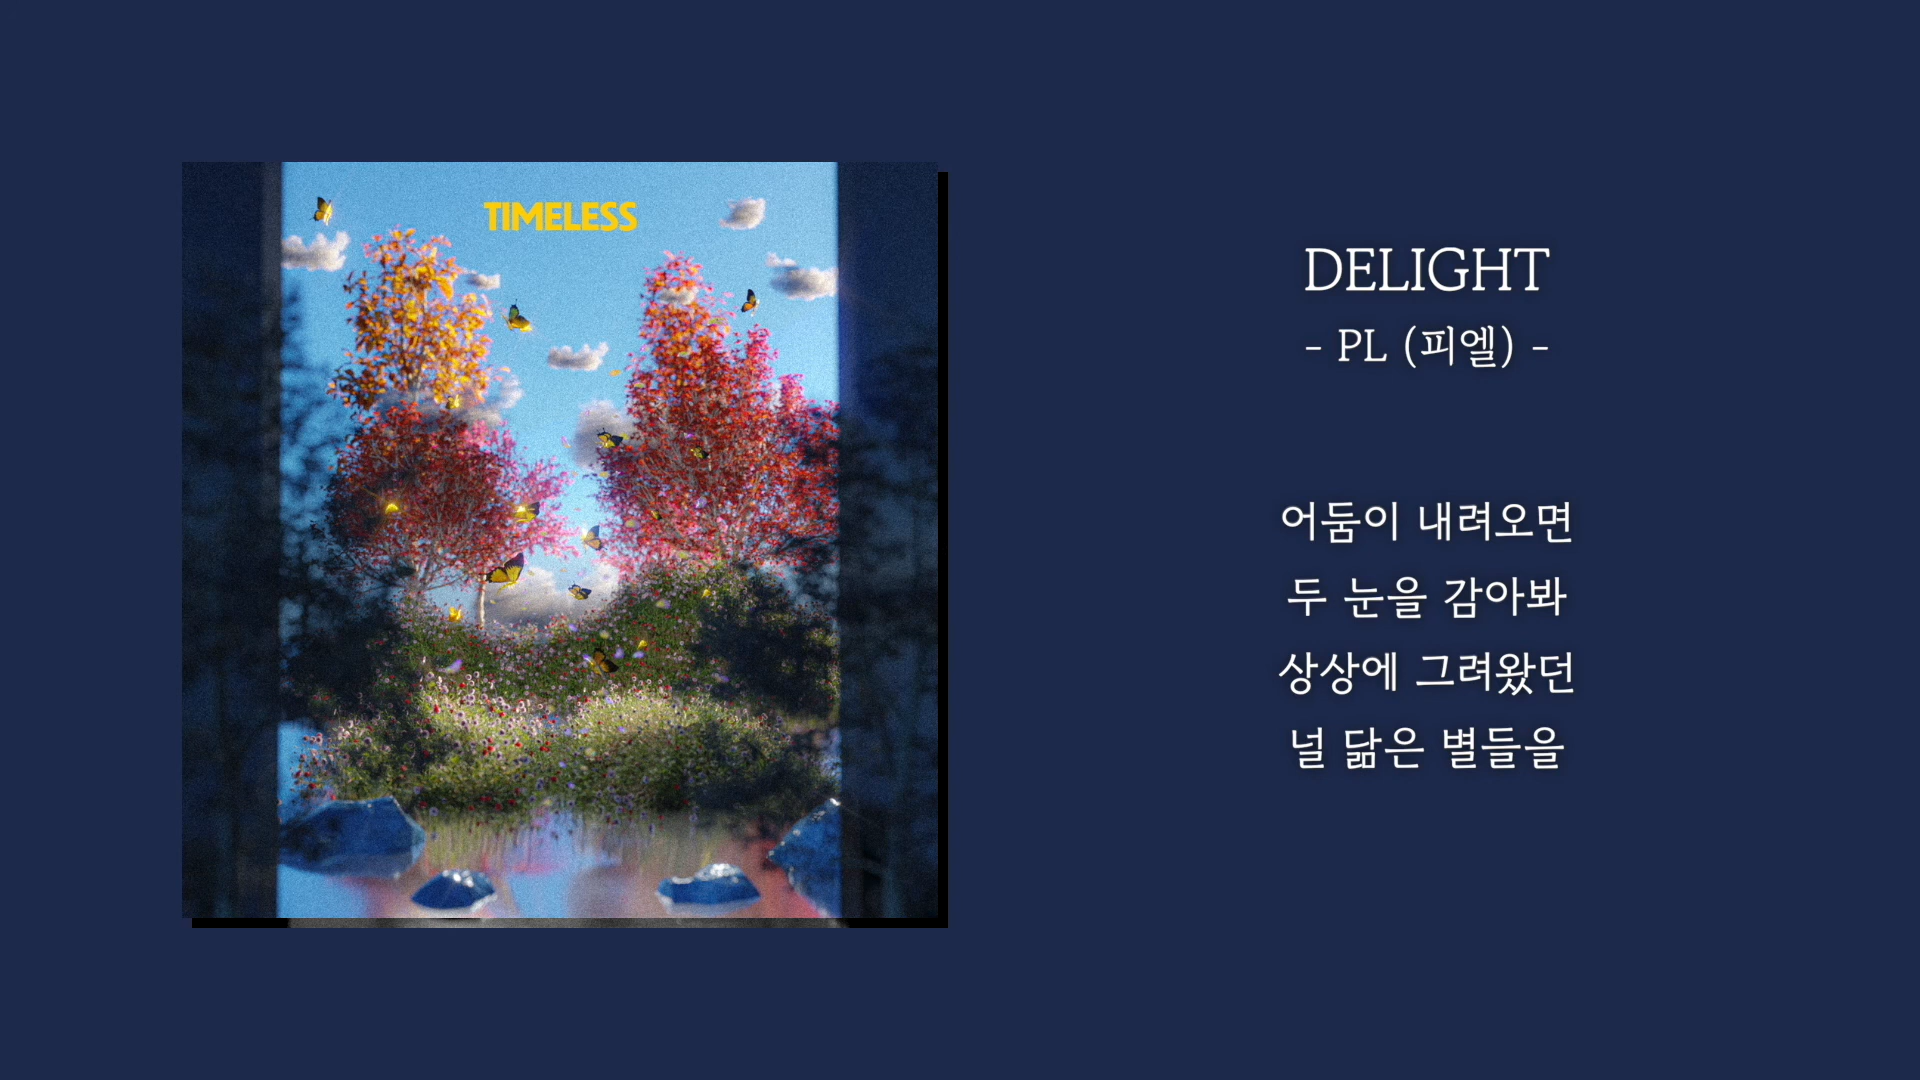 TIMELESS
DELIGHT
- PL (피엘) -
어둠이 내려오면
두 눈을 감아봐
상상에 그려왔던
널 닮은 별들을